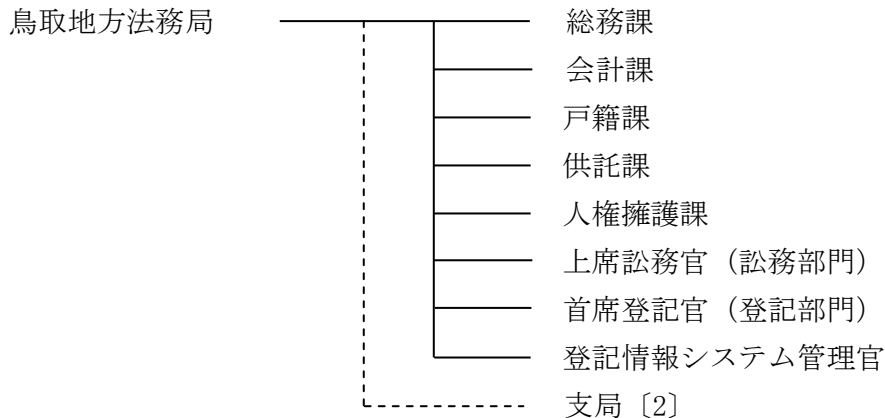 鳥取地方法務局
総務課
会計課
戸籍課
供託課
人権擁護課
上席訟務官（訟務部門）
首席登記官（登記部門）
登記情報システム管理官
支局〔2〕